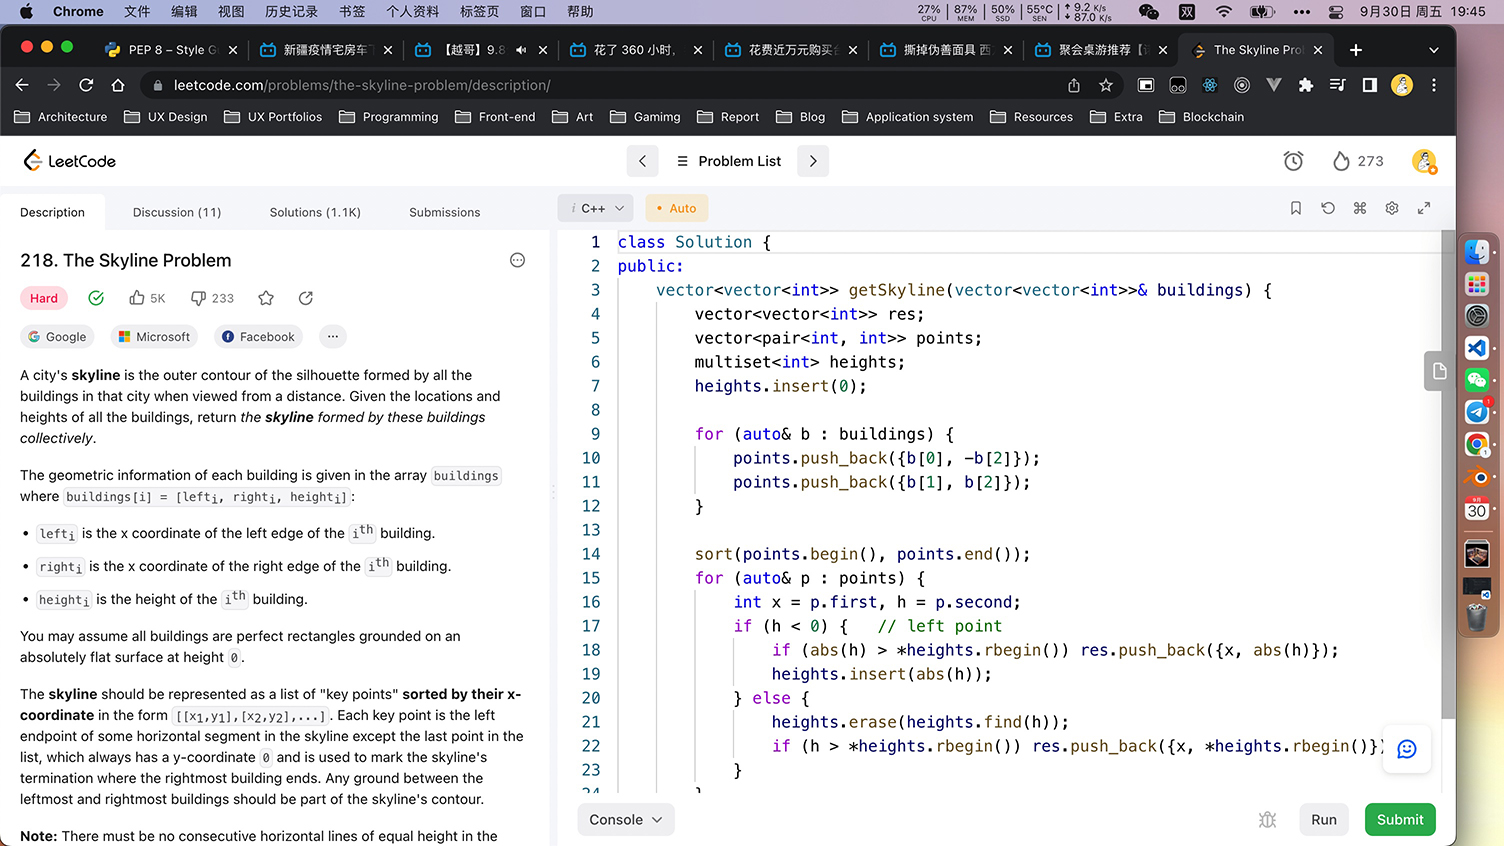 Chrome 文件 编辑 视图 历史记录 书签 个人资料 标签页 窗口 帮助 27% CPU 87% MEM 50% SSD 55°C SEN 9.2 K/s 87.0 K/s 双 9月30日 周五 19:45
PEP 8 – Style G 新疆疫情宅房车下 【越哥】9.8 花了 360 小时, 花费近万元购买台 撕掉伪善面具 西 聚会桌游推荐 The Skyline Pro
leetcode.com/problems/the-skyline-problem/description/
Architecture UX Design UX Portfolios Programming Front-end Art Gamimg Report Blog Application system Resources Extra Blockchain
LeetCode Problem List 273
Description Discussion (11) Solutions (1.1K) Submissions
i C++ • Auto
218. The Skyline Problem
Hard 5K 233
Google Microsoft Facebook ...
A city's skyline is the outer contour of the silhouette formed by all the
buildings in that city when viewed from a distance. Given the locations and
heights of all the buildings, return the skyline formed by these buildings
collectively.
The geometric information of each building is given in the array buildings
where buildings[i] = [lefti, righti, heighti]:
• lefti is the x coordinate of the left edge of the ith building.
• righti is the x coordinate of the right edge of the ith building.
• heighti is the height of the ith building.
You may assume all buildings are perfect rectangles grounded on an
absolutely flat surface at height 0.
The skyline should be represented as a list of "key points" sorted by their x-
coordinate in the form [[x1,y1],[x2,y2],...]. Each key point is the left
endpoint of some horizontal segment in the skyline except the last point in the
list, which always has a y-coordinate 0 and is used to mark the skyline's
termination where the rightmost building ends. Any ground between the
leftmost and rightmost buildings should be part of the skyline's contour.
Note: There must be no consecutive horizontal lines of equal height in the
1 class Solution {
2 public:
3 vector<vector<int>> getSkyline(vector<vector<int>>& buildings) {
4 vector<vector<int>> res;
5 vector<pair<int, int>> points;
6 multiset<int> heights;
7 heights.insert(0);
8
9 for (auto& b : buildings) {
10 points.push_back({b[0], -b[2]});
11 points.push_back({b[1], b[2]});
12 }
13
14 sort(points.begin(), points.end());
15 for (auto& p : points) {
16 int x = p.first, h = p.second;
17 if (h < 0) { // left point
18 if (abs(h) > *heights.rbegin()) res.push_back({x, abs(h)});
19 heights.insert(abs(h));
20 } else {
21 heights.erase(heights.find(h));
22 if (h > *heights.rbegin()) res.push_back({x, *heights.rbegin()})
23 }
24 }
Console Run Submit
1
1
9月
30